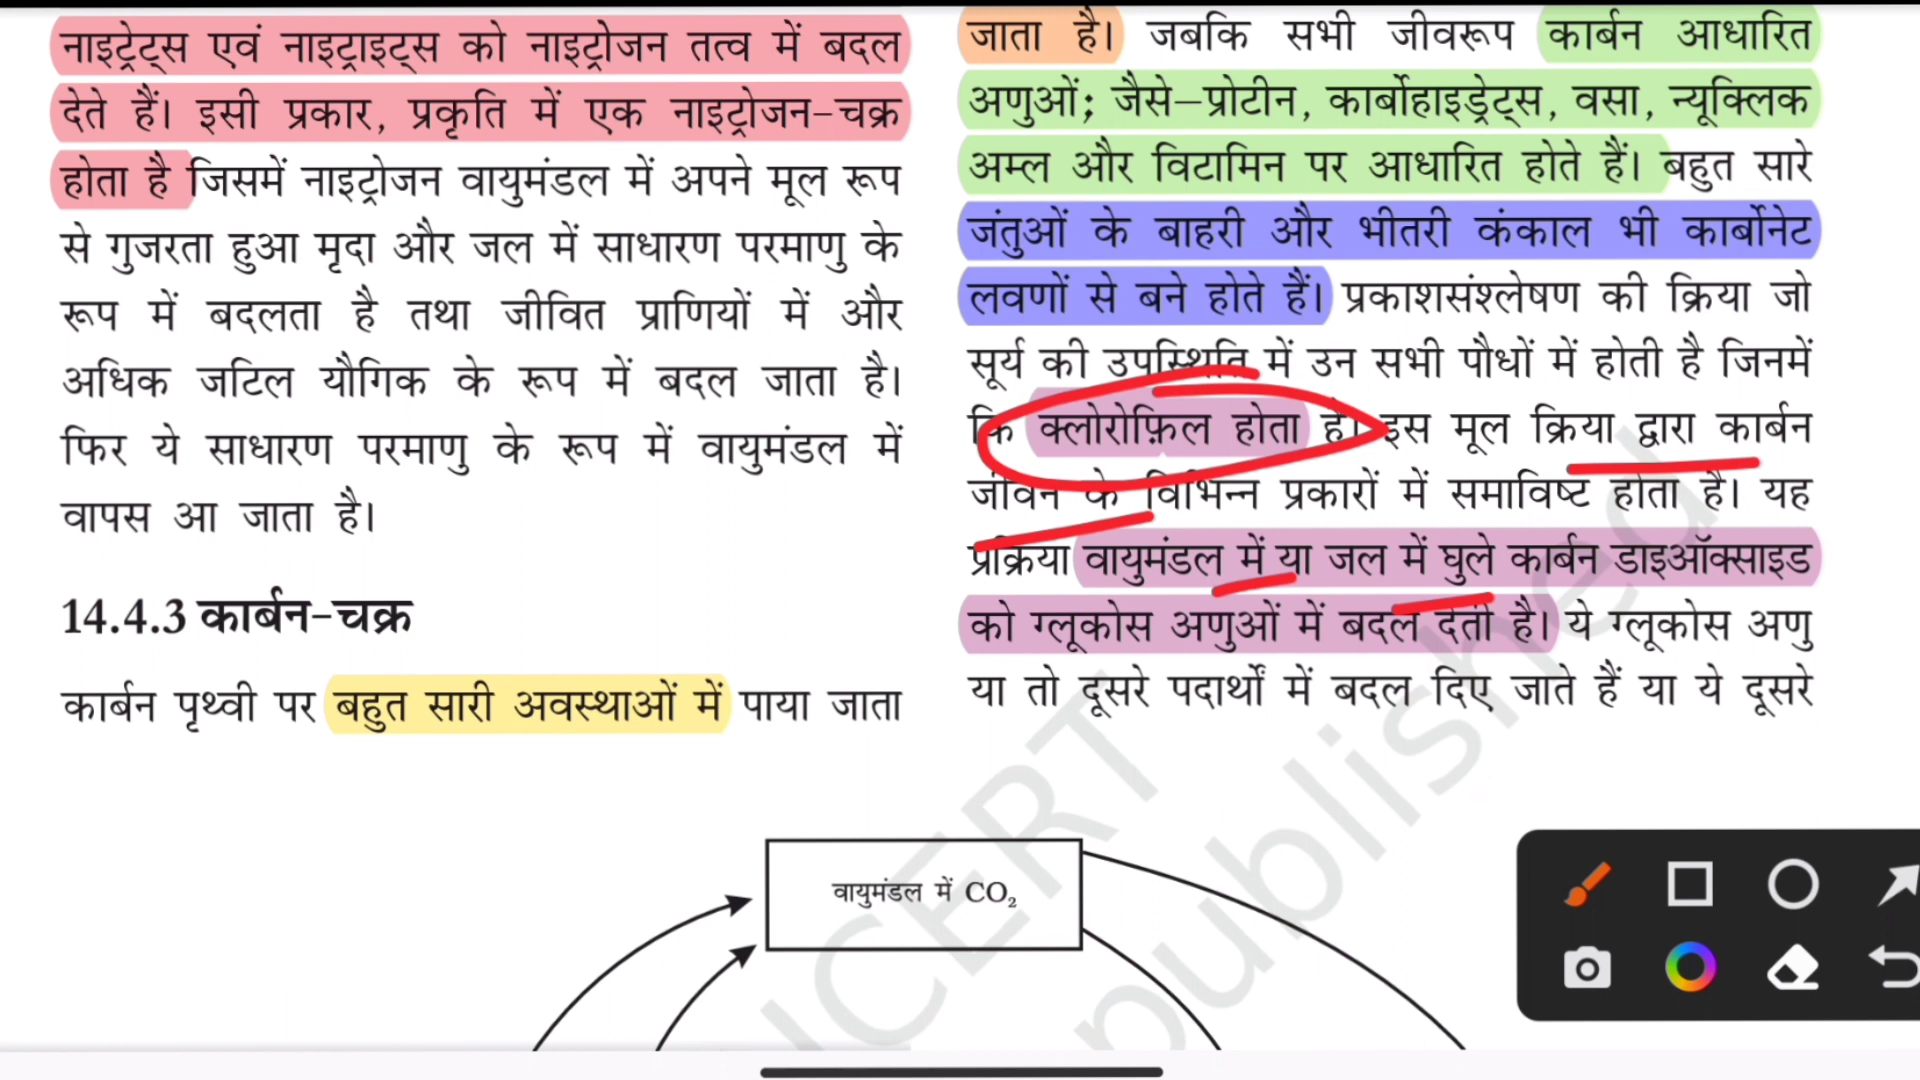 नाइट्रेट्स एवं नाइट्राइट्स को नाइट्रोजन तत्व में बदल
देते हैं। इसी प्रकार, प्रकृति में एक नाइट्रोजन-चक्र
होता है जिसमें नाइट्रोजन वायुमंडल में अपने मूल रूप
से गुजरता हुआ मृदा और जल में साधारण परमाणु के
रूप में बदलता है तथा जीवित प्राणियों में और
अधिक जटिल यौगिक के रूप में बदल जाता है।
फिर ये साधारण परमाणु के रूप में वायुमंडल में
वापस आ जाता है।
14.4.3 कार्बन-चक्र
कार्बन पृथ्वी पर बहुत सारी अवस्थाओं में पाया जाता
जाता है। जबकि सभी जीवरूप कार्बन आधारित
अणुओं; जैसे–प्रोटीन, कार्बोहाइड्रेट्स, वसा, न्यूक्लिक
अम्ल और विटामिन पर आधारित होते हैं। बहुत सारे
जंतुओं के बाहरी और भीतरी कंकाल भी कार्बोनेट
लवणों से बने होते हैं। प्रकाशसंश्लेषण की क्रिया जो
सूर्य की उपस्थिति में उन सभी पौधों में होती है जिनमें
कि क्लोरोफ़िल होता है। इस मूल क्रिया द्वारा कार्बन
जीवन के विभिन्न प्रकारों में समाविष्ट होता है। यह
प्रक्रिया वायुमंडल में या जल में घुले कार्बन डाइऑक्साइड
को ग्लूकोस अणुओं में बदल देती है। ये ग्लूकोस अणु
या तो दूसरे पदार्थों में बदल दिए जाते हैं या ये दूसरे
वायुमंडल में CO₂
NCERT
published